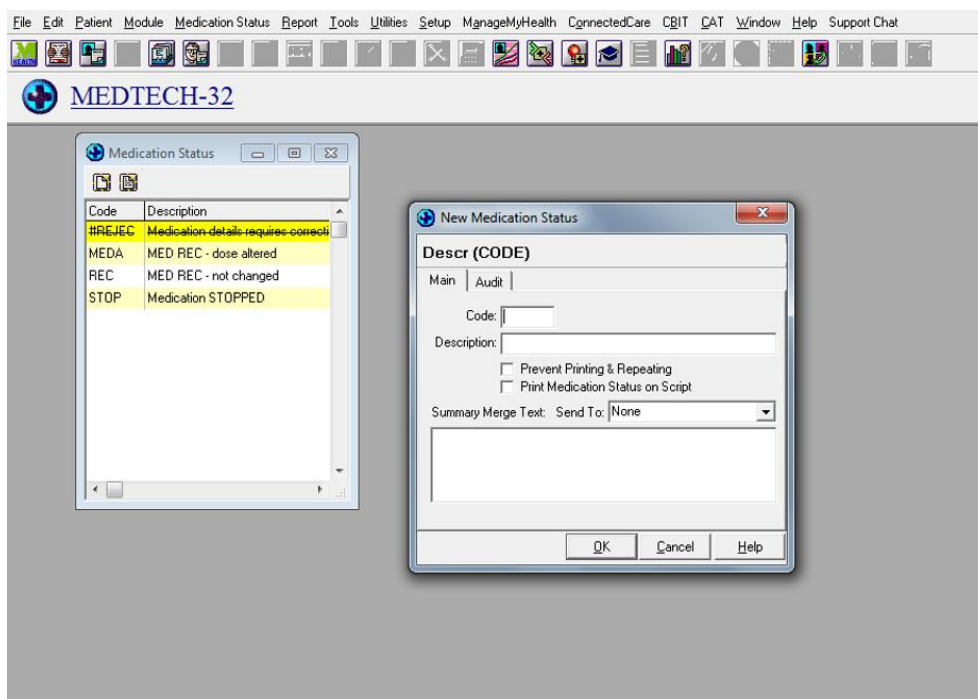 File Edit Patient Module Medication Status Report Tools Utilities Setup ManageMyHealth ConnectedCare CBIT CAT Window Help Support Chat
MEDTECH-32
Medication Status
Code Description
#REJEC Medication details requires correcti
MEDA MED REC - dose altered
REC MED REC - not changed
STOP Medication STOPPED
New Medication Status
Descr (CODE)
Main Audit
Code:
Description:
Prevent Printing & Repeating
Print Medication Status on Script
Summary Merge Text: Send To: None
OK Cancel Help